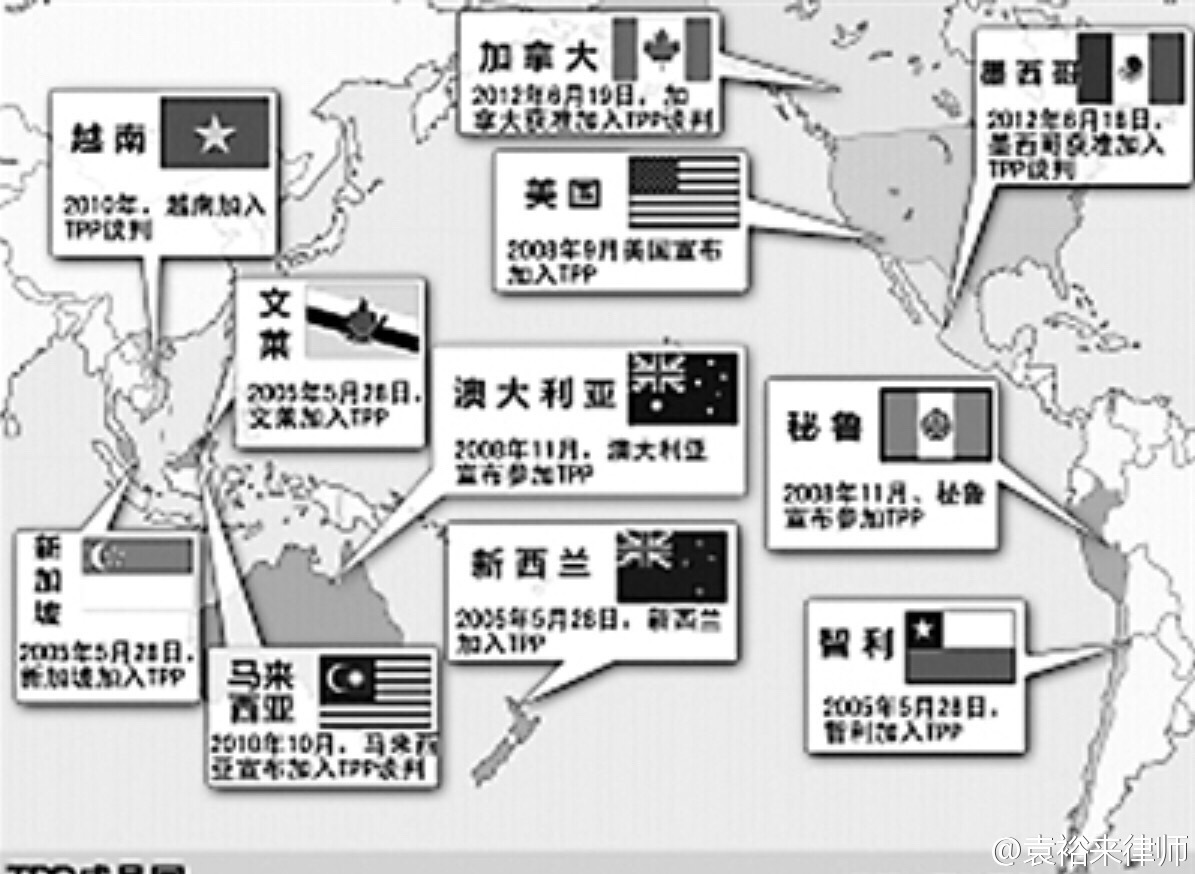 加拿大
2012年6月19日，加
拿大获准加入TPP谈判
墨西哥
2012年6月18日，
墨西哥获准加入
TPP谈判
越南
2010年，越南加入
TPP谈判
美国
2008年9月美国宣布
加入TPP
文
莱
2005年5月28日，
文莱加入TPP
澳大利亚
2008年11月，澳大利亚
宣布参加TPP
秘鲁
2008年11月、秘鲁
宣布参加TPP
新
加
坡
2005年5月28日，
新加坡加入TPP
新西兰
2005年5月28日，新西兰
加入TPP
马来
西亚
2010年10月，马来西
亚宣布加入TPP谈判
智利
2005年5月28日，
智利加入TPP
@袁裕来律师